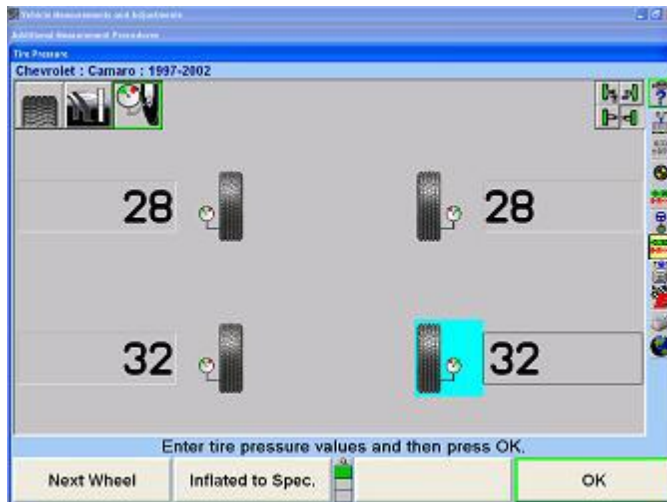 Vehicle Measurements and Adjustments
Additional Measurement Procedures
Tire Pressure
Chevrolet : Camaro : 1997-2002
28 28
32 32
Enter tire pressure values and then press OK.
Next Wheel Inflated to Spec. OK